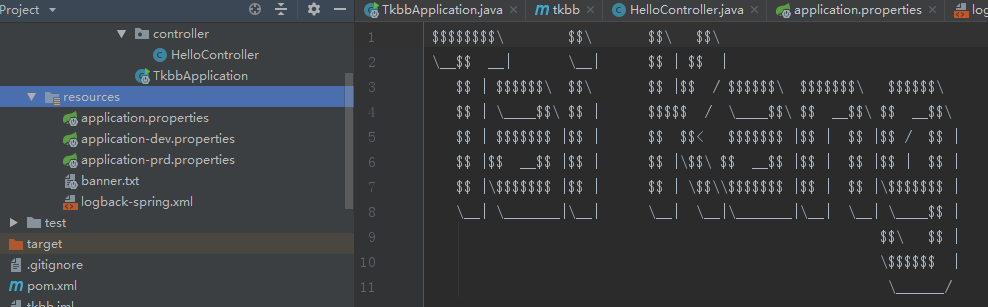 Project
controller
HelloController
TkbbApplication
resources
application.properties
application-dev.properties
application-prd.properties
banner.txt
logback-spring.xml
test
target
.gitignore
pom.xml
tkbb.iml
TkbbApplication.java
tkbb
HelloController.java
application.properties
1 $$$$$$$$\        $$\       $$\   $$\
2 \__$$  __|       \__|      $$ | $$  |
3    $$ | $$$$$$\  $$\       $$ |$$  / $$$$$$\  $$$$$$$\   $$$$$$\
4    $$ | \____$$\ $$ |      $$$$$  /  \____$$\ $$  __$$\ $$  __$$\
5    $$ | $$$$$$$ |$$ |      $$  $$<   $$$$$$$ |$$ |  $$ |$$ /  $$ |
6    $$ |$$  __$$ |$$ |      $$ |\$$\ $$  __$$ |$$ |  $$ |$$ |  $$ |
7    $$ |\$$$$$$$ |$$ |      $$ | \$$\\$$$$$$$ |$$ |  $$ |\$$$$$$$ |
8    \__| \_______|\__|      \__|  \__|\_______|\__|  \__| \____$$ |
9                                                         $$\   $$ |
10                                                        \$$$$$$  |
11                                                         \______/